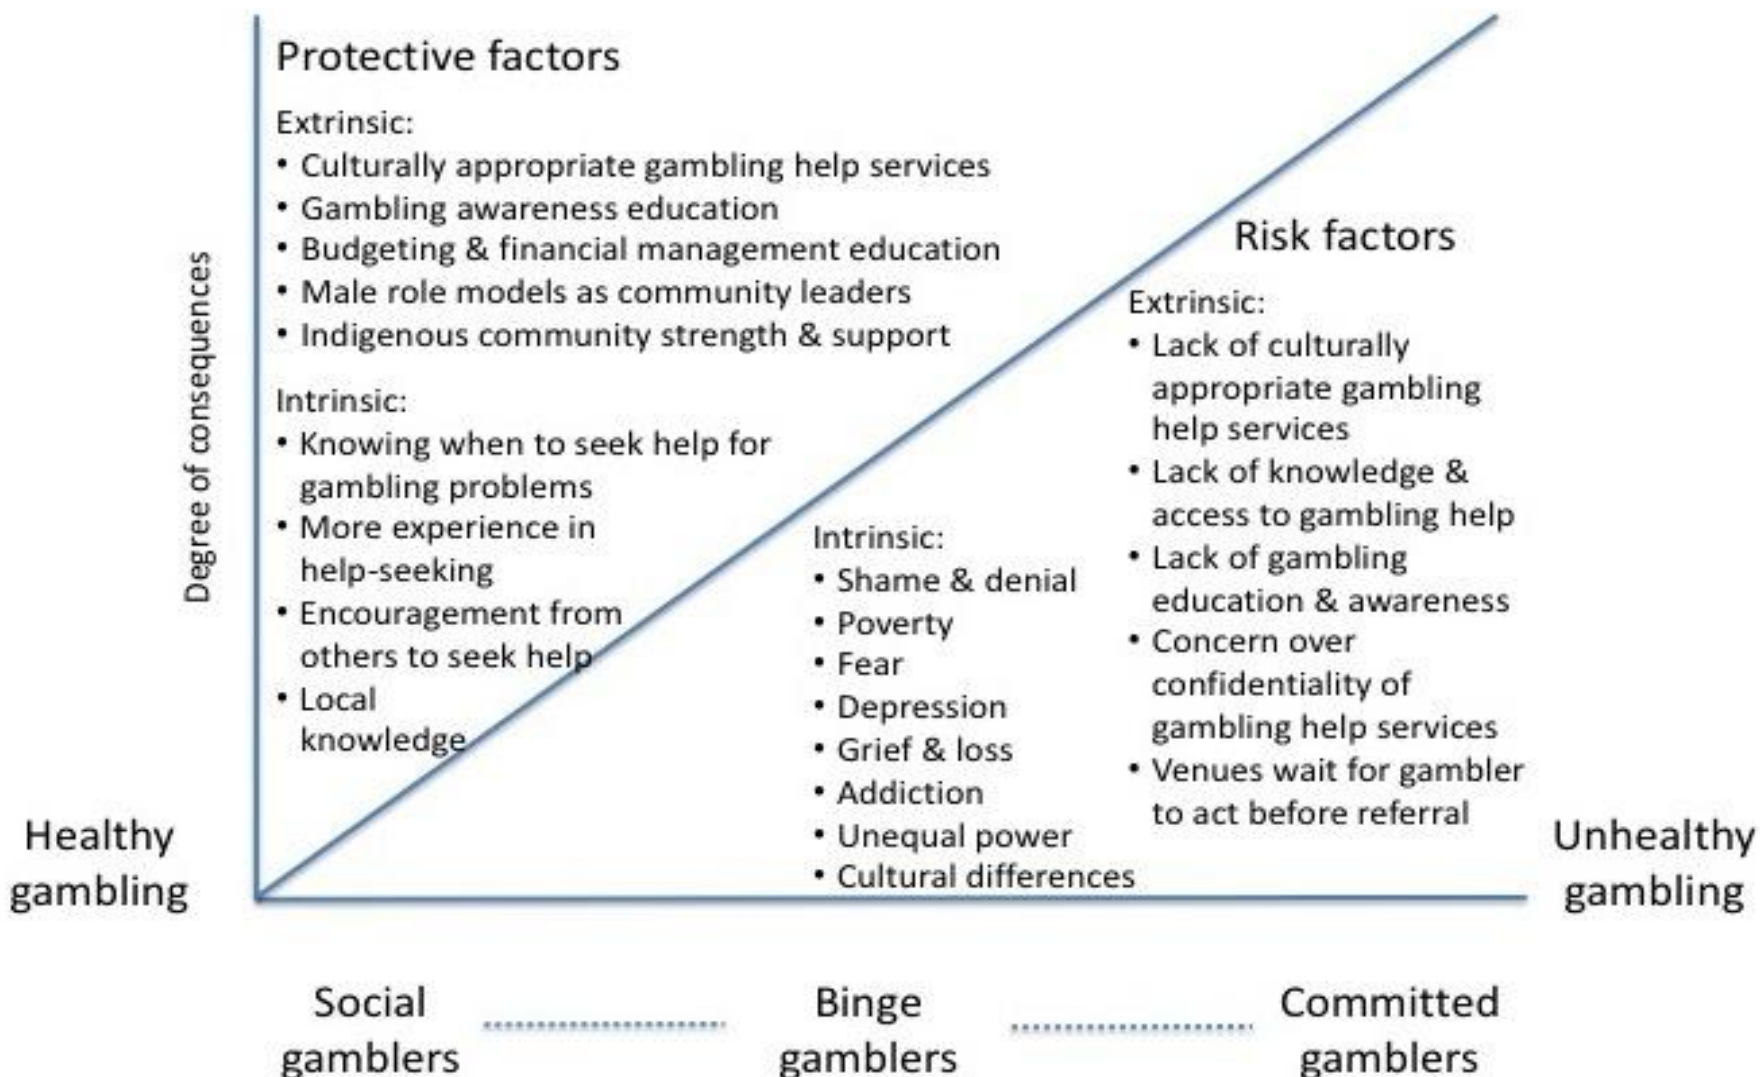 Protective factors
Extrinsic:
• Culturally appropriate gambling help services
• Gambling awareness education
• Budgeting & financial management education
• Male role models as community leaders
• Indigenous community strength & support
Intrinsic:
• Knowing when to seek help for
gambling problems
• More experience in
help-seeking
• Encouragement from
others to seek help
• Local
knowledge
Degree of consequences
Risk factors
Extrinsic:
• Lack of culturally
appropriate gambling
help services
• Lack of knowledge &
access to gambling help
• Lack of gambling
education & awareness
• Concern over
confidentiality of
gambling help services
• Venues wait for gambler
to act before referral
Intrinsic:
• Shame & denial
• Poverty
• Fear
• Depression
• Grief & loss
• Addiction
• Unequal power
• Cultural differences
Healthy
gambling
Unhealthy
gambling
Social
gamblers
Binge
gamblers
Committed
gamblers